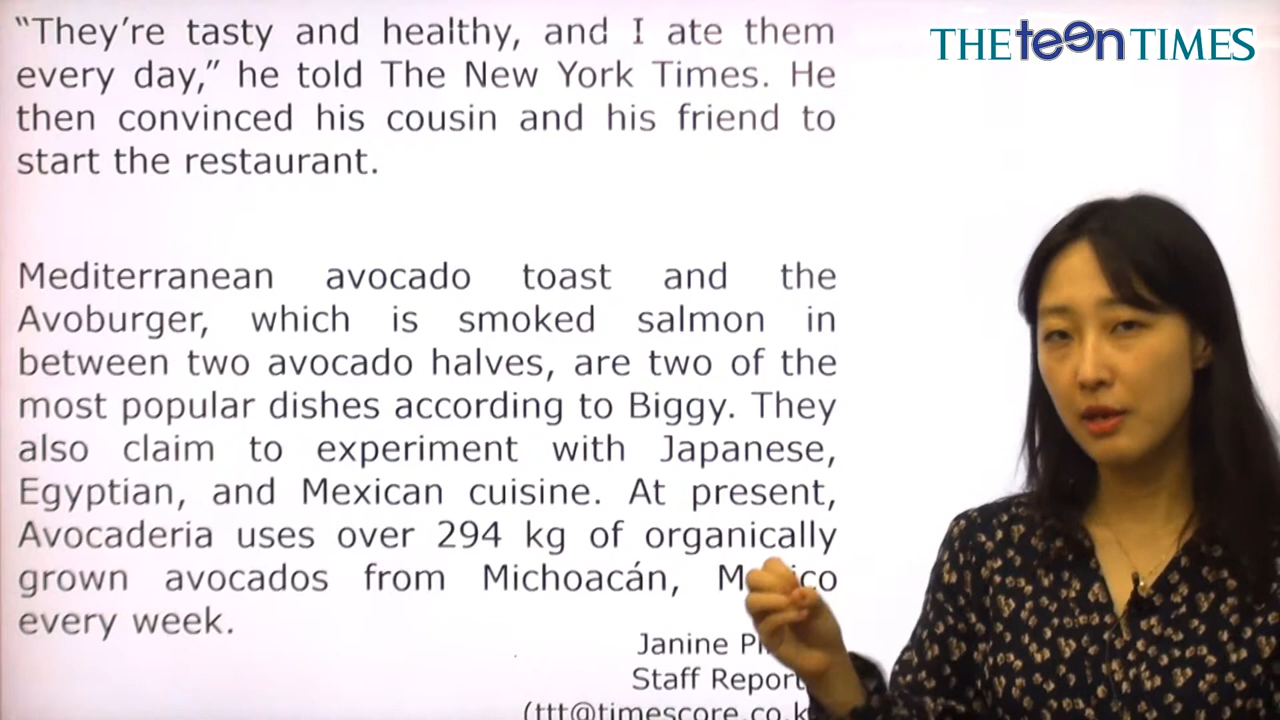 THE teen TIMES
“They’re tasty and healthy, and I ate them
every day,” he told The New York Times. He
then convinced his cousin and his friend to
start the restaurant.
Mediterranean avocado toast and the
Avoburger, which is smoked salmon in
between two avocado halves, are two of the
most popular dishes according to Biggy. They
also claim to experiment with Japanese,
Egyptian, and Mexican cuisine. At present,
Avocaderia uses over 294 kg of organically
grown avocados from Michoacán,
every week.
Janine
Staff